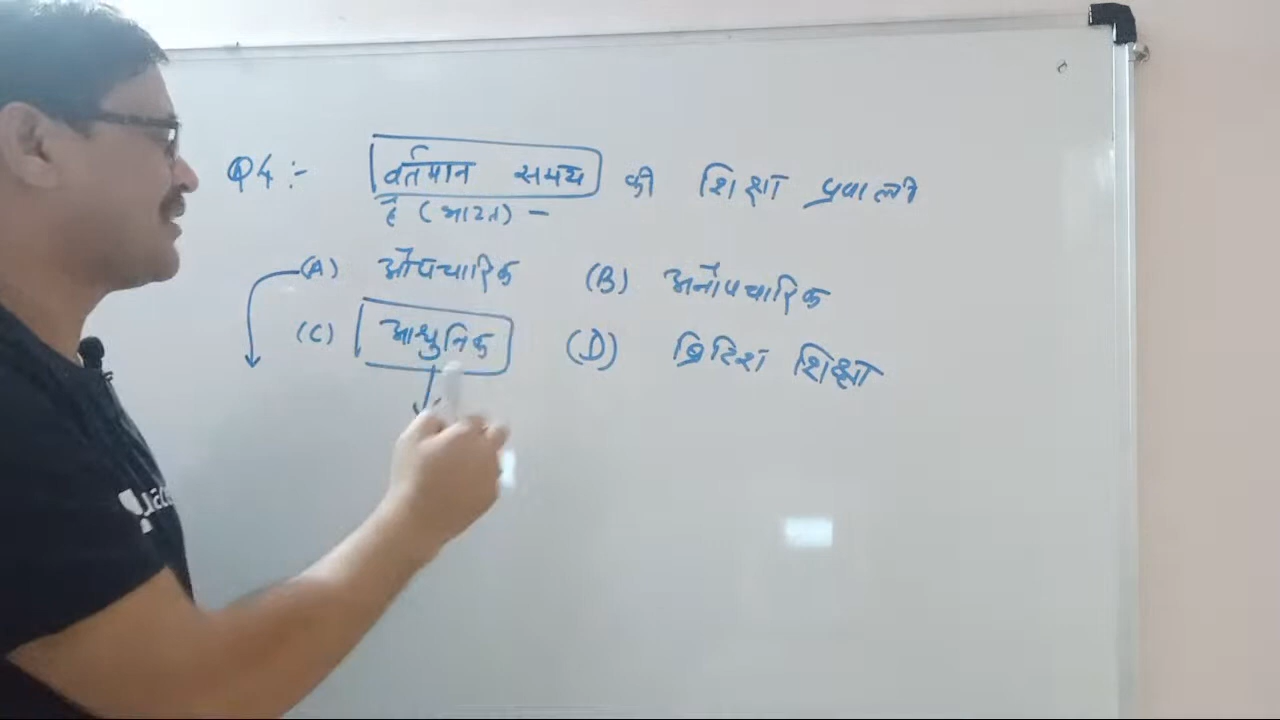 Q4:- वर्तमान समय की शिक्षा प्रणाली
है (भारत) -
(A) औपचारिक (B) अनौपचारिक
(C) आधुनिक (D) ब्रिटिश शिक्षा